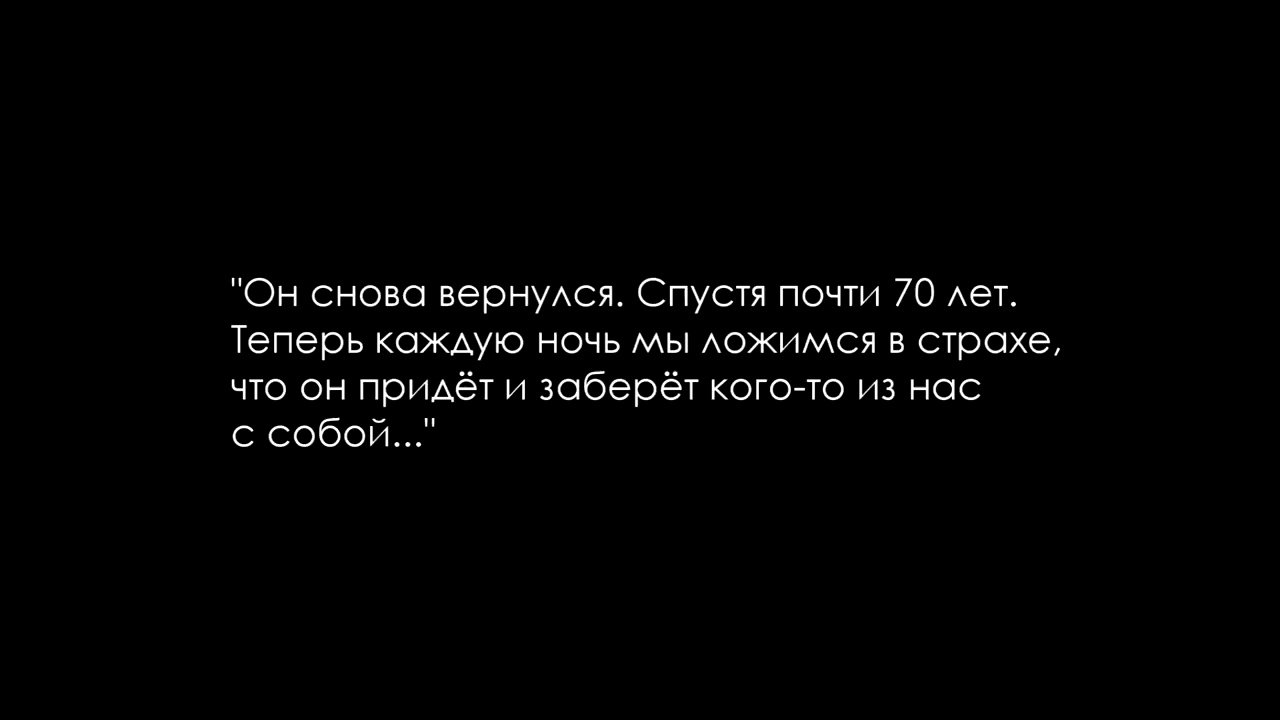 "Он снова вернулся. Спустя почти 70 лет.
Теперь каждую ночь мы ложимся в страхе,
что он придёт и заберёт кого-то из нас
с собой..."